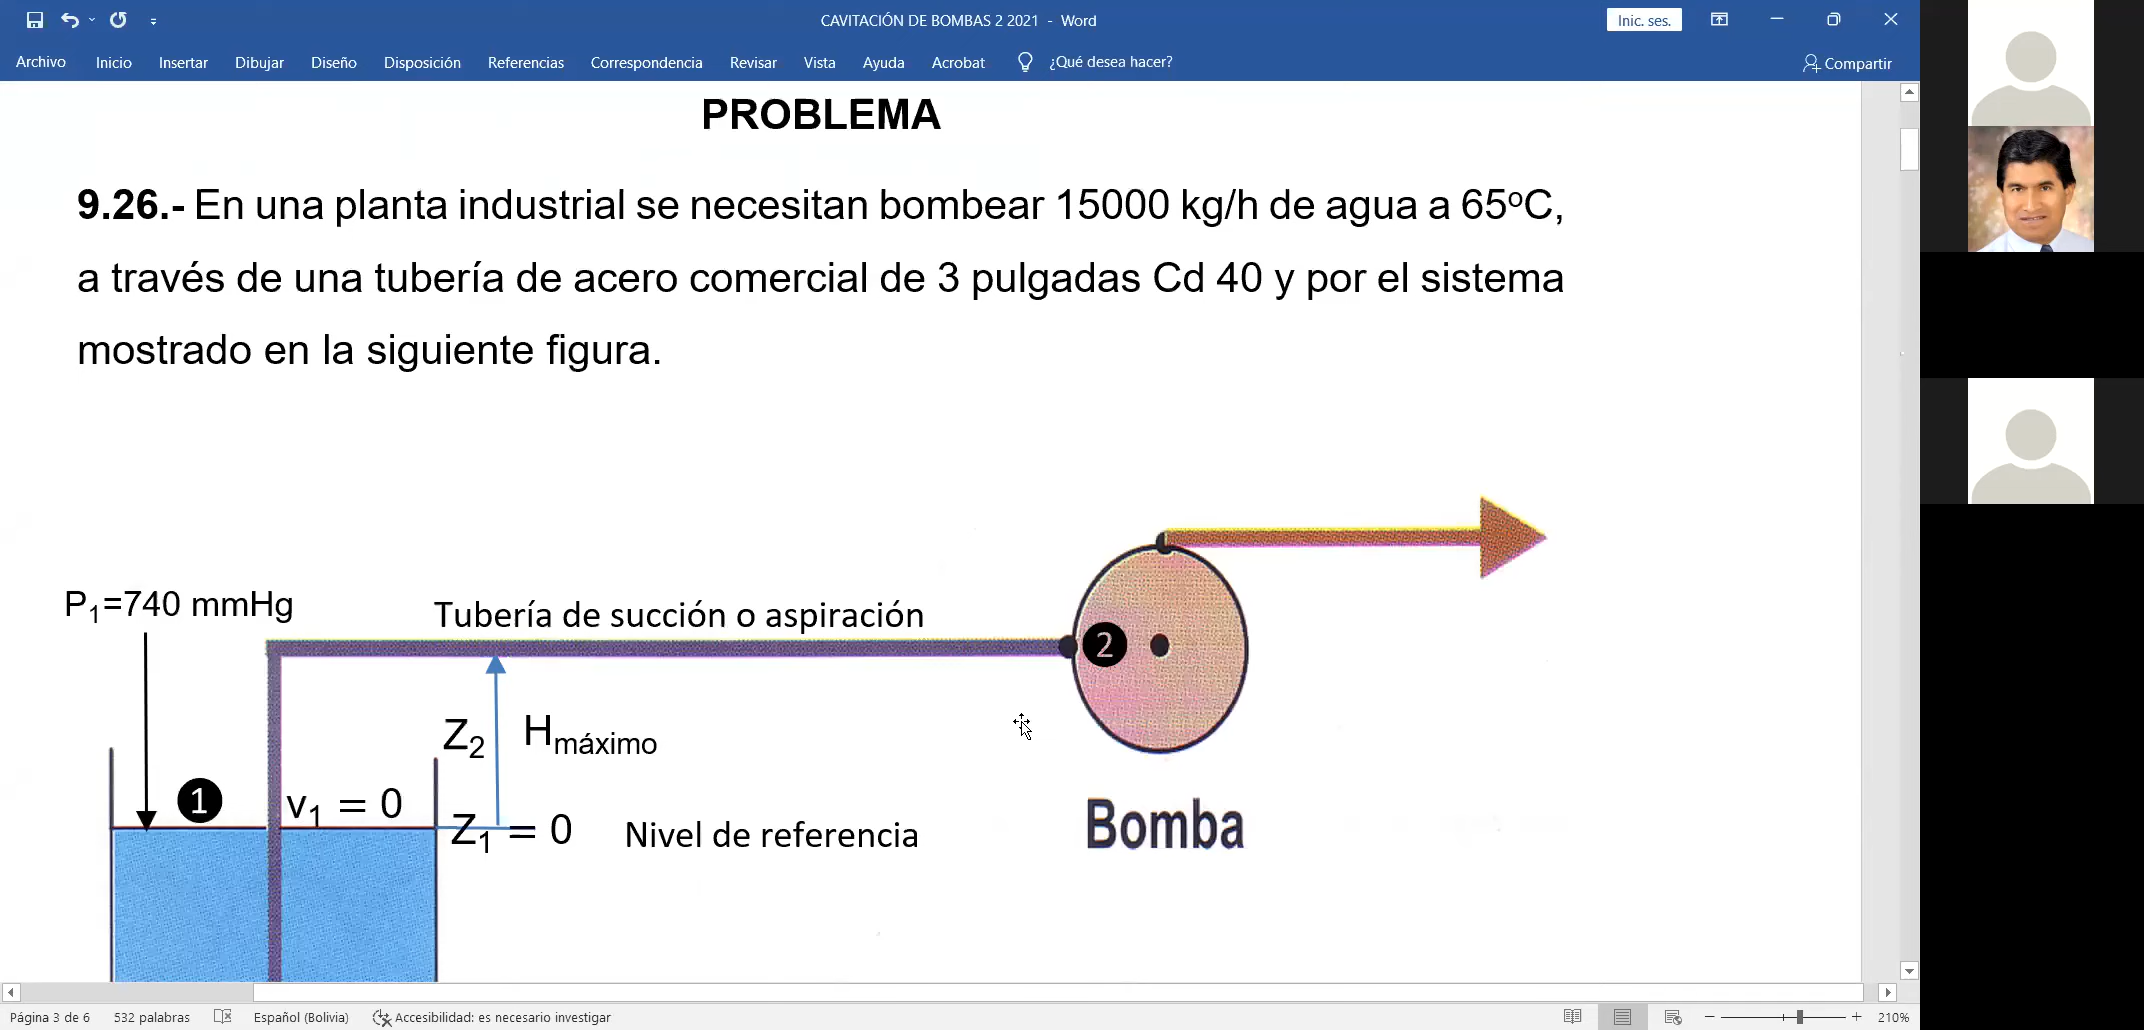 CAVITACIÓN DE BOMBAS 2 2021 - Word
Inic. ses.
Archivo Inicio Insertar Dibujar Diseño Disposición Referencias Correspondencia Revisar Vista Ayuda Acrobat ¿Qué desea hacer? Compartir
PROBLEMA
9.26.- En una planta industrial se necesitan bombear 15000 kg/h de agua a 65ºC,
a través de una tubería de acero comercial de 3 pulgadas Cd 40 y por el sistema
mostrado en la siguiente figura.
P₁=740 mmHg
Tubería de succión o aspiración
2
Z₂ Hmáximo
1
v₁ = 0
Z₁ = 0
Nivel de referencia
Bomba
Página 3 de 6 532 palabras Español (Bolivia) Accesibilidad: es necesario investigar 210%